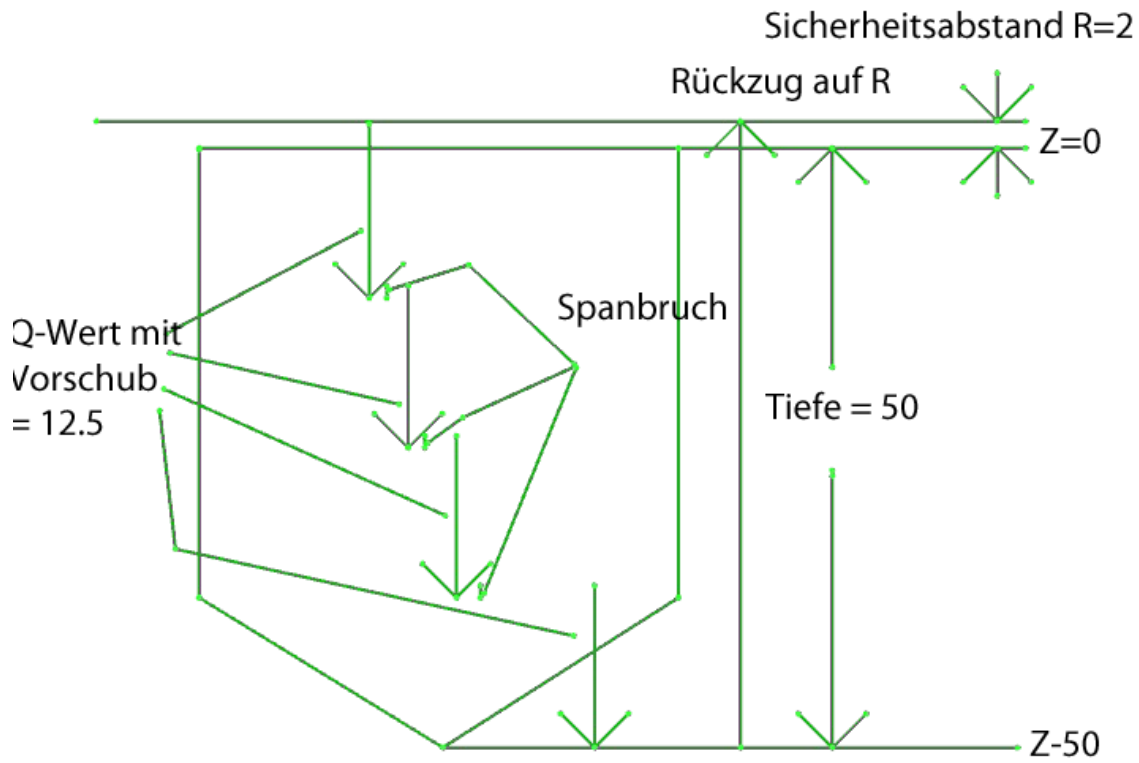 Sicherheitsabstand R=2
Rückzug auf R
Z=0
Spanbruch
Q-Wert mit
Vorschub
= 12.5
Tiefe = 50
Z-50